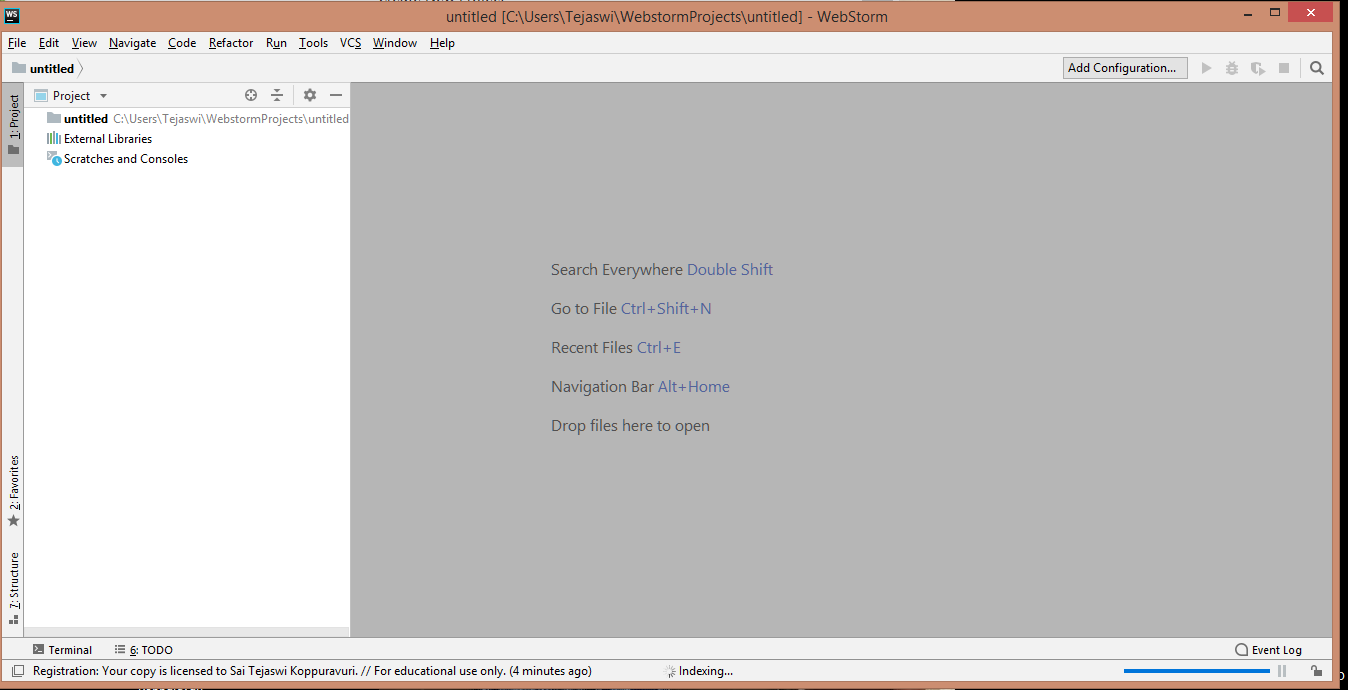 WS
untitled [C:\Users\Tejaswi\WebstormProjects\untitled] - WebStorm
File Edit View Navigate Code Refactor Run Tools VCS Window Help
untitled
Add Configuration...
1: Project
Project
untitled C:\Users\Tejaswi\WebstormProjects\untitled
External Libraries
Scratches and Consoles
Search Everywhere Double Shift
Go to File Ctrl+Shift+N
Recent Files Ctrl+E
Navigation Bar Alt+Home
Drop files here to open
2: Favorites
7: Structure
Terminal 6: TODO Event Log
Registration: Your copy is licensed to Sai Tejaswi Koppuravuri. // For educational use only. (4 minutes ago) Indexing...